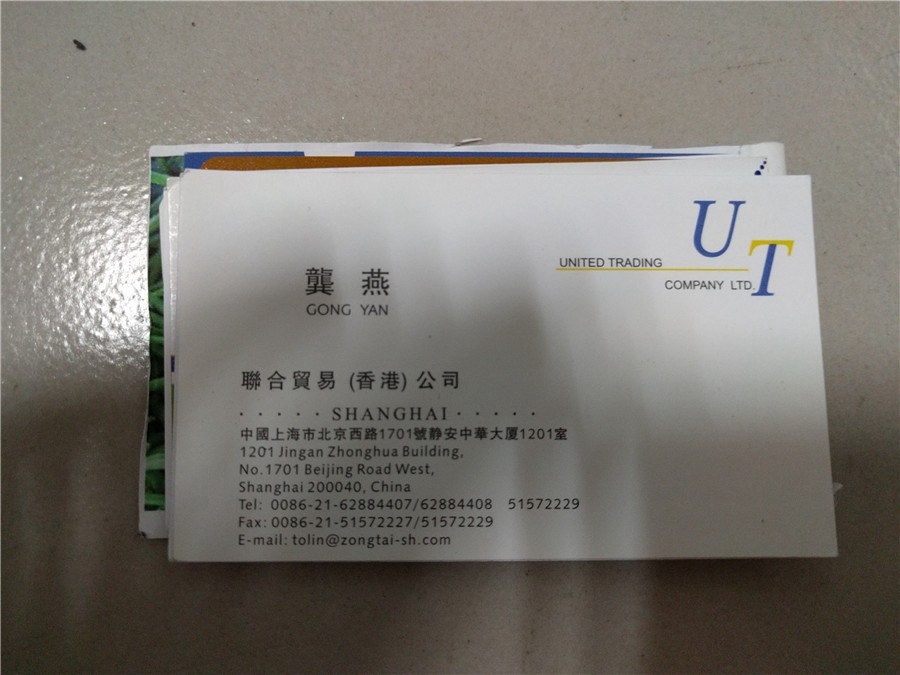 UT
UNITED TRADING
COMPANY LTD.
龔 燕
GONG YAN
聯合貿易 (香港) 公司
· · · · · SHANGHAI · · · · ·
中國上海市北京西路1701號静安中華大厦1201室
1201 Jingan Zhonghua Building,
No.1701 Beijing Road West,
Shanghai 200040, China
Tel: 0086-21-62884407/62884408 51572229
Fax: 0086-21-51572227/51572229
E-mail: tolin@zongtai-sh.com